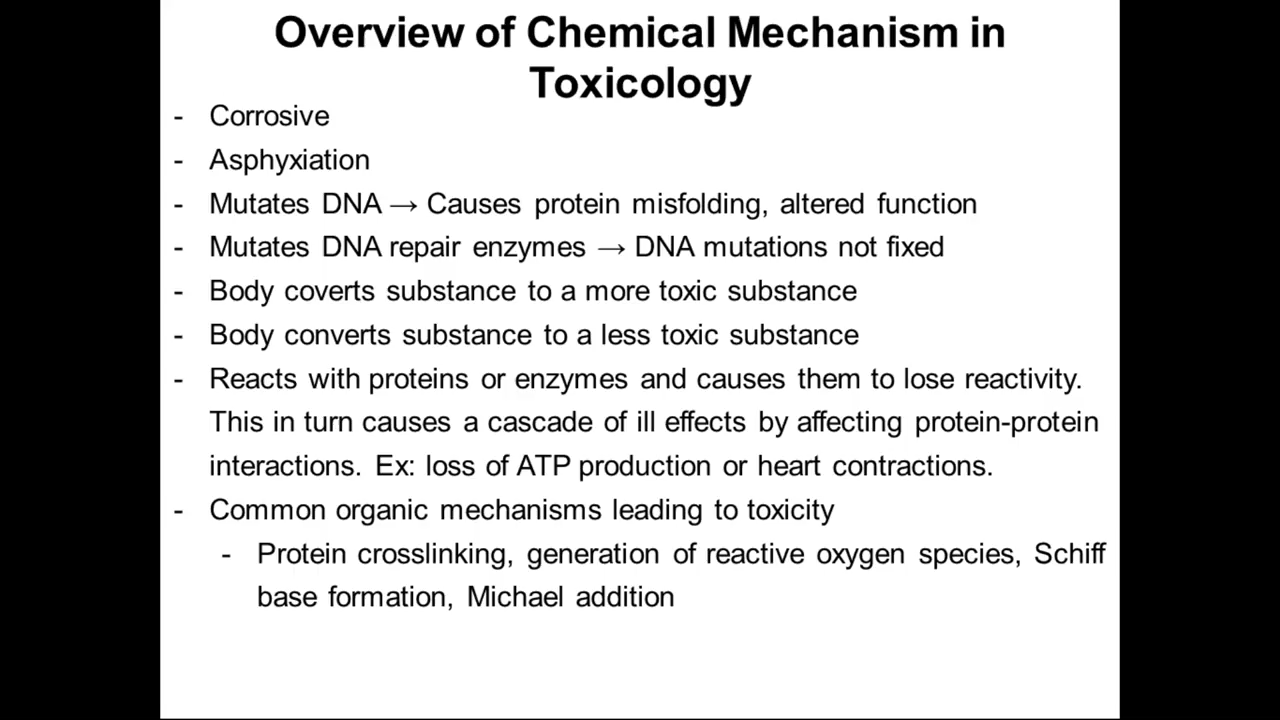 Overview of Chemical Mechanism in
Toxicology
- Corrosive
- Asphyxiation
- Mutates DNA → Causes protein misfolding, altered function
- Mutates DNA repair enzymes → DNA mutations not fixed
- Body coverts substance to a more toxic substance
- Body converts substance to a less toxic substance
- Reacts with proteins or enzymes and causes them to lose reactivity.
This in turn causes a cascade of ill effects by affecting protein-protein
interactions. Ex: loss of ATP production or heart contractions.
- Common organic mechanisms leading to toxicity
- Protein crosslinking, generation of reactive oxygen species, Schiff
base formation, Michael addition